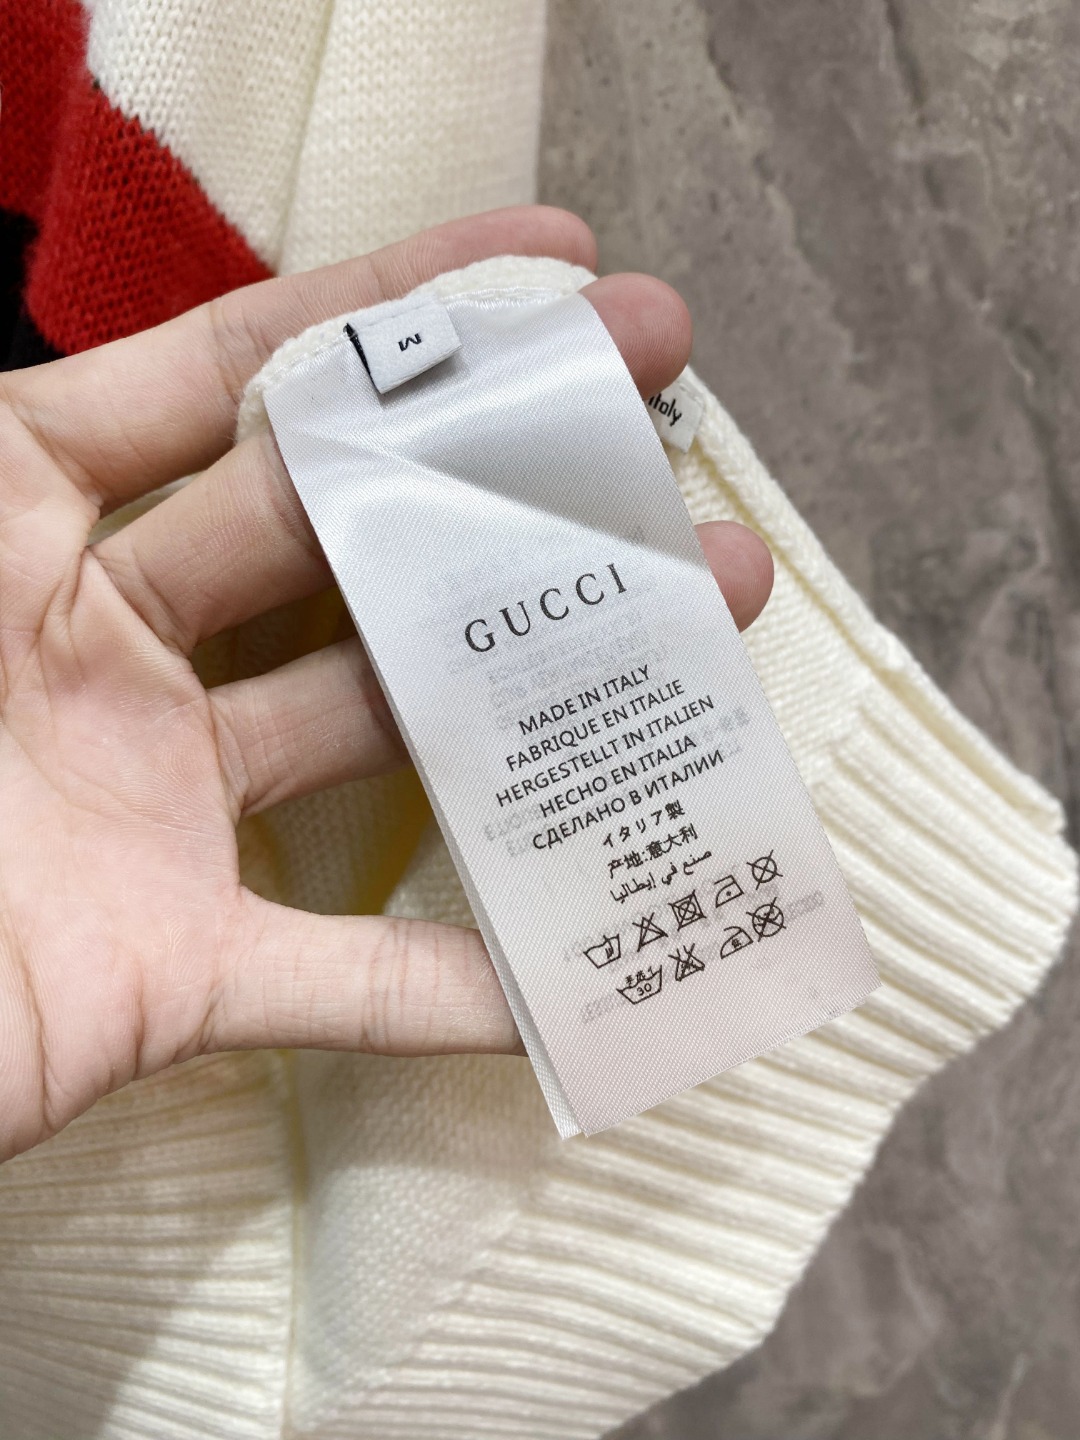 M
Italy
GUCCI
MADE IN ITALY
FABRIQUE EN ITALIE
HERGESTELLT IN ITALIEN
HECHO EN ITALIA
СДЕЛАНО В ИТАЛИИ
イタリア製
产地:意大利
صنع في إيطاليا
30